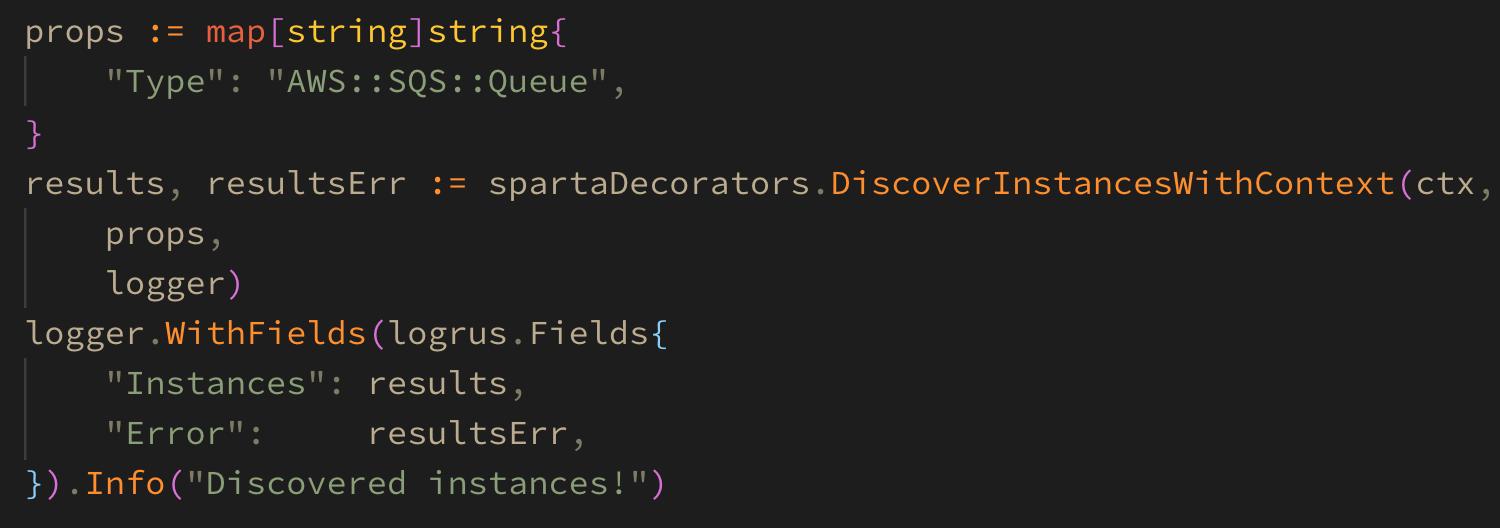 props := map[string]string{
    "Type": "AWS::SQS::Queue",
}
results, resultsErr := spartaDecorators.DiscoverInstancesWithContext(ctx,
    props,
    logger)
logger.WithFields(logrus.Fields{
    "Instances": results,
    "Error":     resultsErr,
}).Info("Discovered instances!")